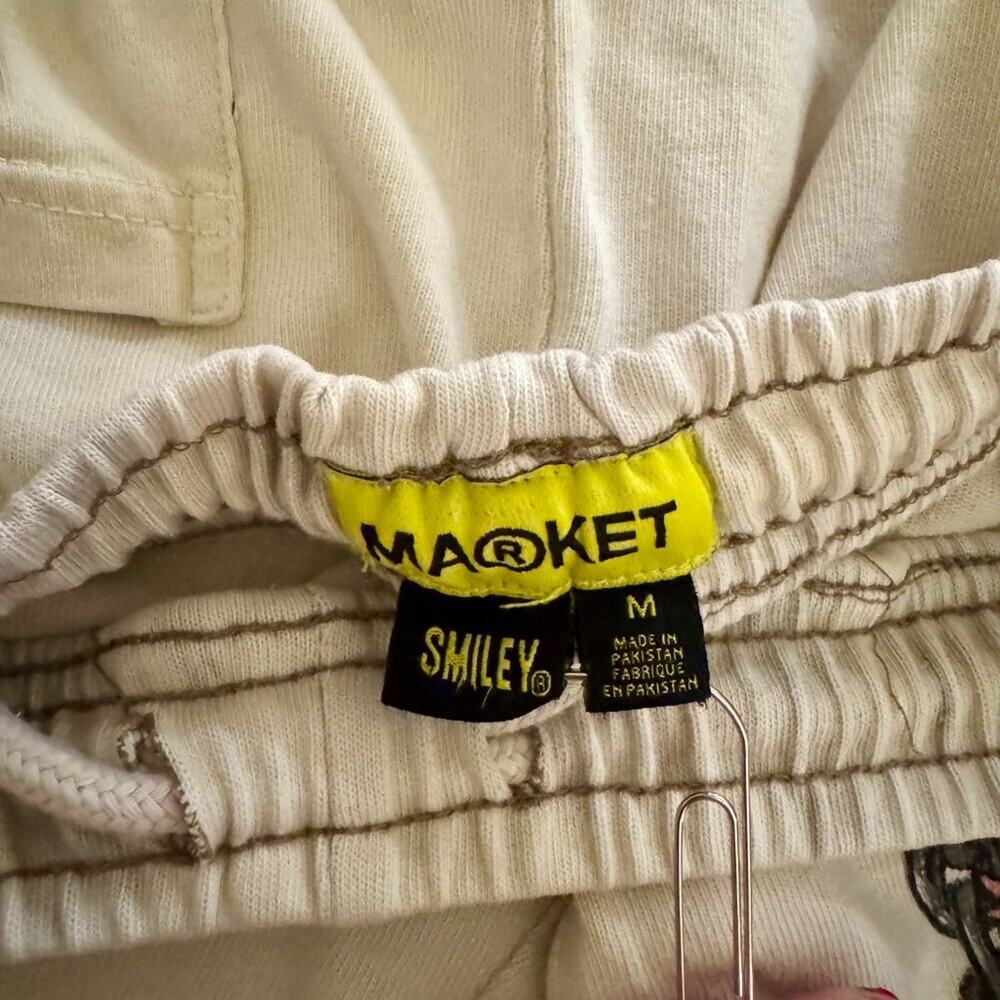 MA®KET
SMILEY®
M
MADE IN
PAKISTAN
FABRIQUE
EN PAKISTAN